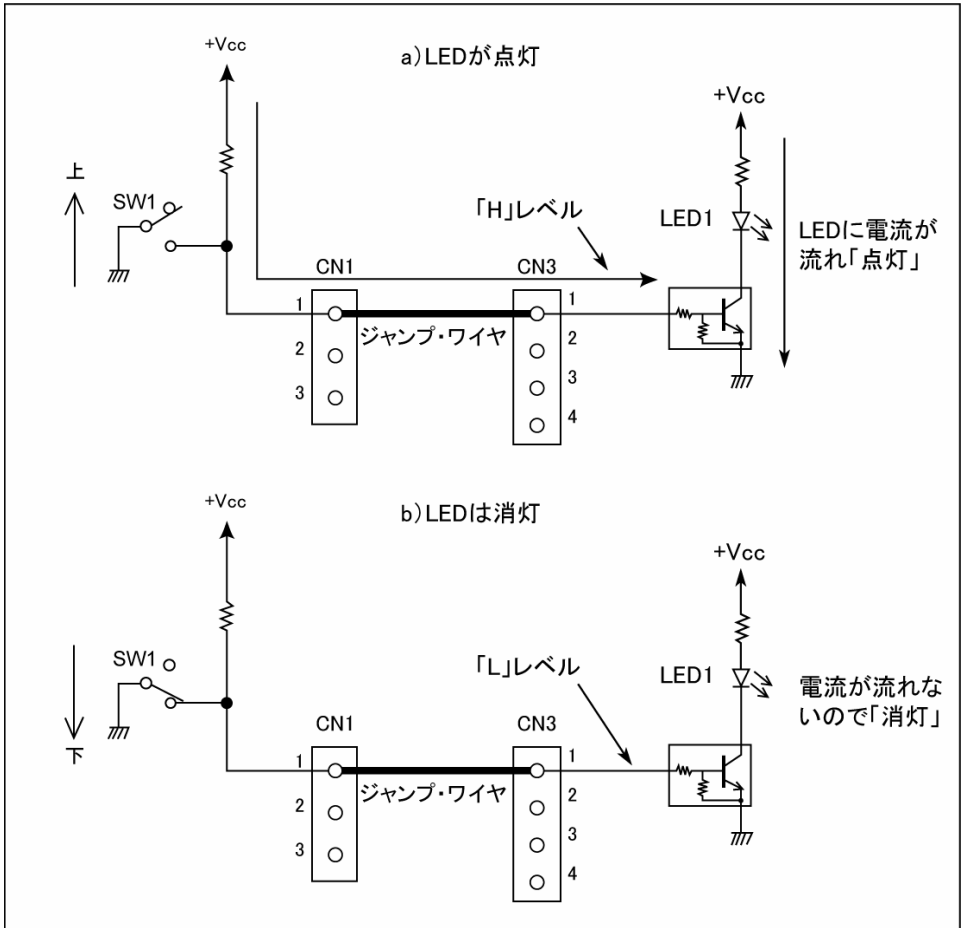 a)LEDが点灯
+Vcc
+Vcc
上
SW1
「H」レベル
LED1
LEDに電流が
流れ「点灯」
CN1
CN3
1
2
3
ジャンプ・ワイヤ
1
2
3
4
b)LEDは消灯
+Vcc
+Vcc
SW1
下
「L」レベル
LED1
電流が流れな
いので「消灯」
CN1
CN3
1
2
3
ジャンプ・ワイヤ
1
2
3
4